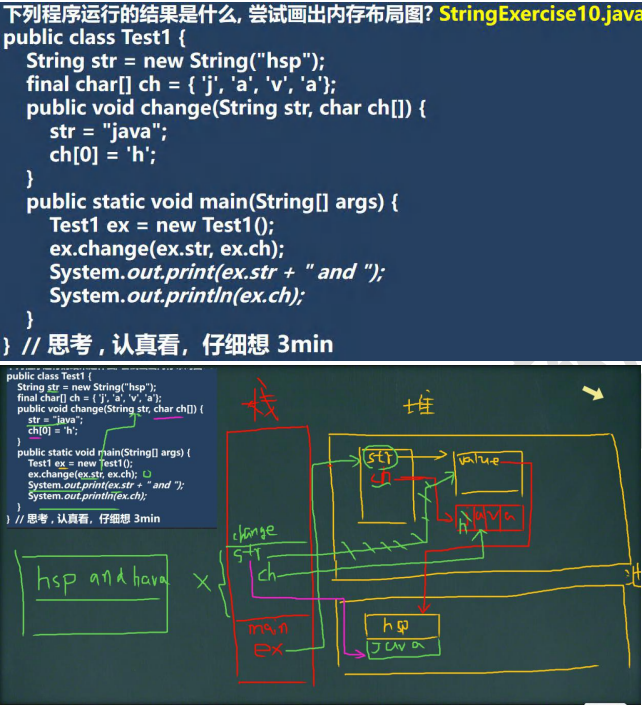 下列程序运行的结果是什么, 尝试画出内存布局图? StringExercise10.java
public class Test1 {
String str = new String("hsp");
final char[] ch = { 'j', 'a', 'v', 'a'};
public void change(String str, char ch[]) {
str = "java";
ch[0] = 'h';
}
public static void main(String[] args) {
Test1 ex = new Test1();
ex.change(ex.str, ex.ch);
System.out.print(ex.str + " and ");
System.out.println(ex.ch);
}
} // 思考 , 认真看，仔细想 3min
public class Test1 {
String str = new String("hsp");
final char[] ch = { 'j', 'a', 'v', 'a'};
public void change(String str, char ch[]) {
str = "java";
ch[0] = 'h';
}
public static void main(String[] args) {
Test1 ex = new Test1();
ex.change(ex.str, ex.ch);
System.out.print(ex.str + " and ");
System.out.println(ex.ch);
}
} // 思考 , 认真看，仔细想 3min
栈
堆
str
ch
value
h a v a
change
str
ch
hsp and hava
main
ex
hsp
java